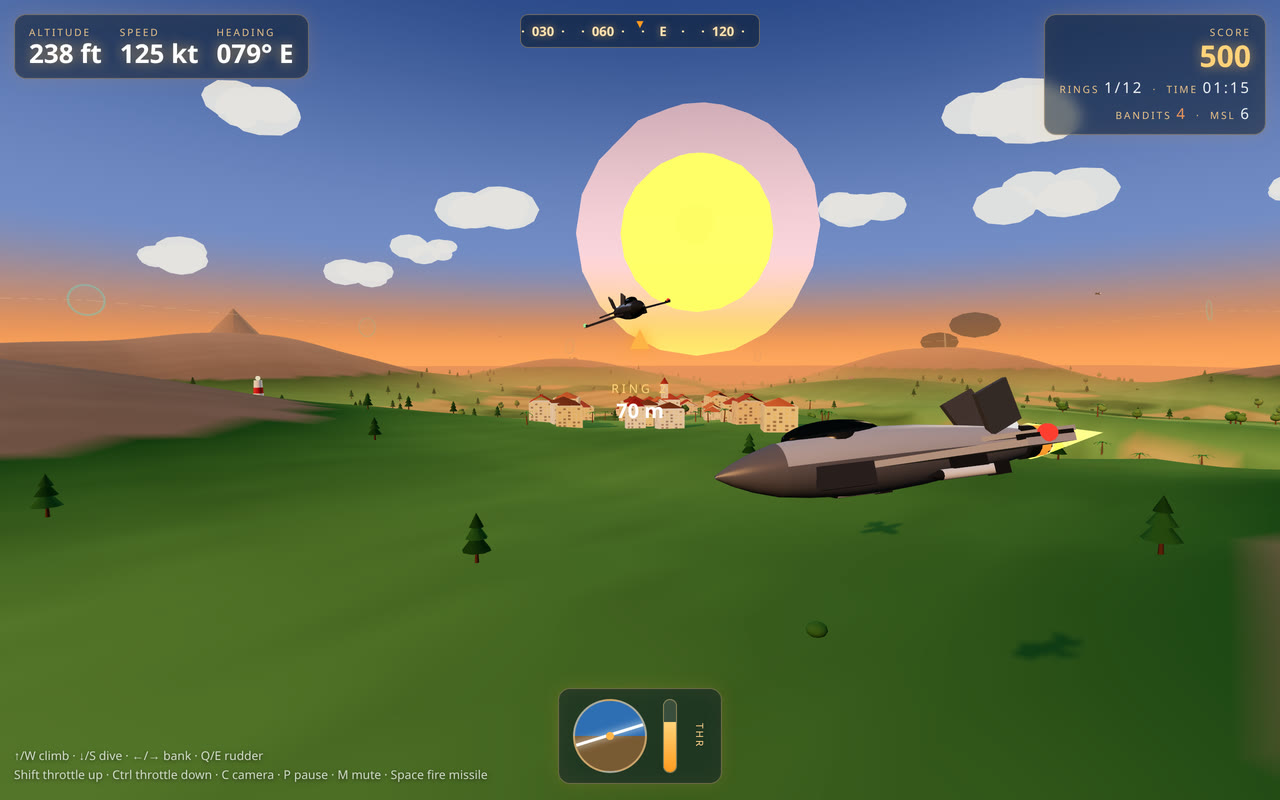 ALTITUDE SPEED HEADING
238 ft 125 kt 079° E
· 030 · · 060 · · E · · 120 ·
SCORE
500
RINGS 1/12 · TIME 01:15
BANDITS 4 · MSL 6
RING 2
70 m
THR
↑/W climb · ↓/S dive · ←/→ bank · Q/E rudder
Shift throttle up · Ctrl throttle down · C camera · P pause · M mute · Space fire missile